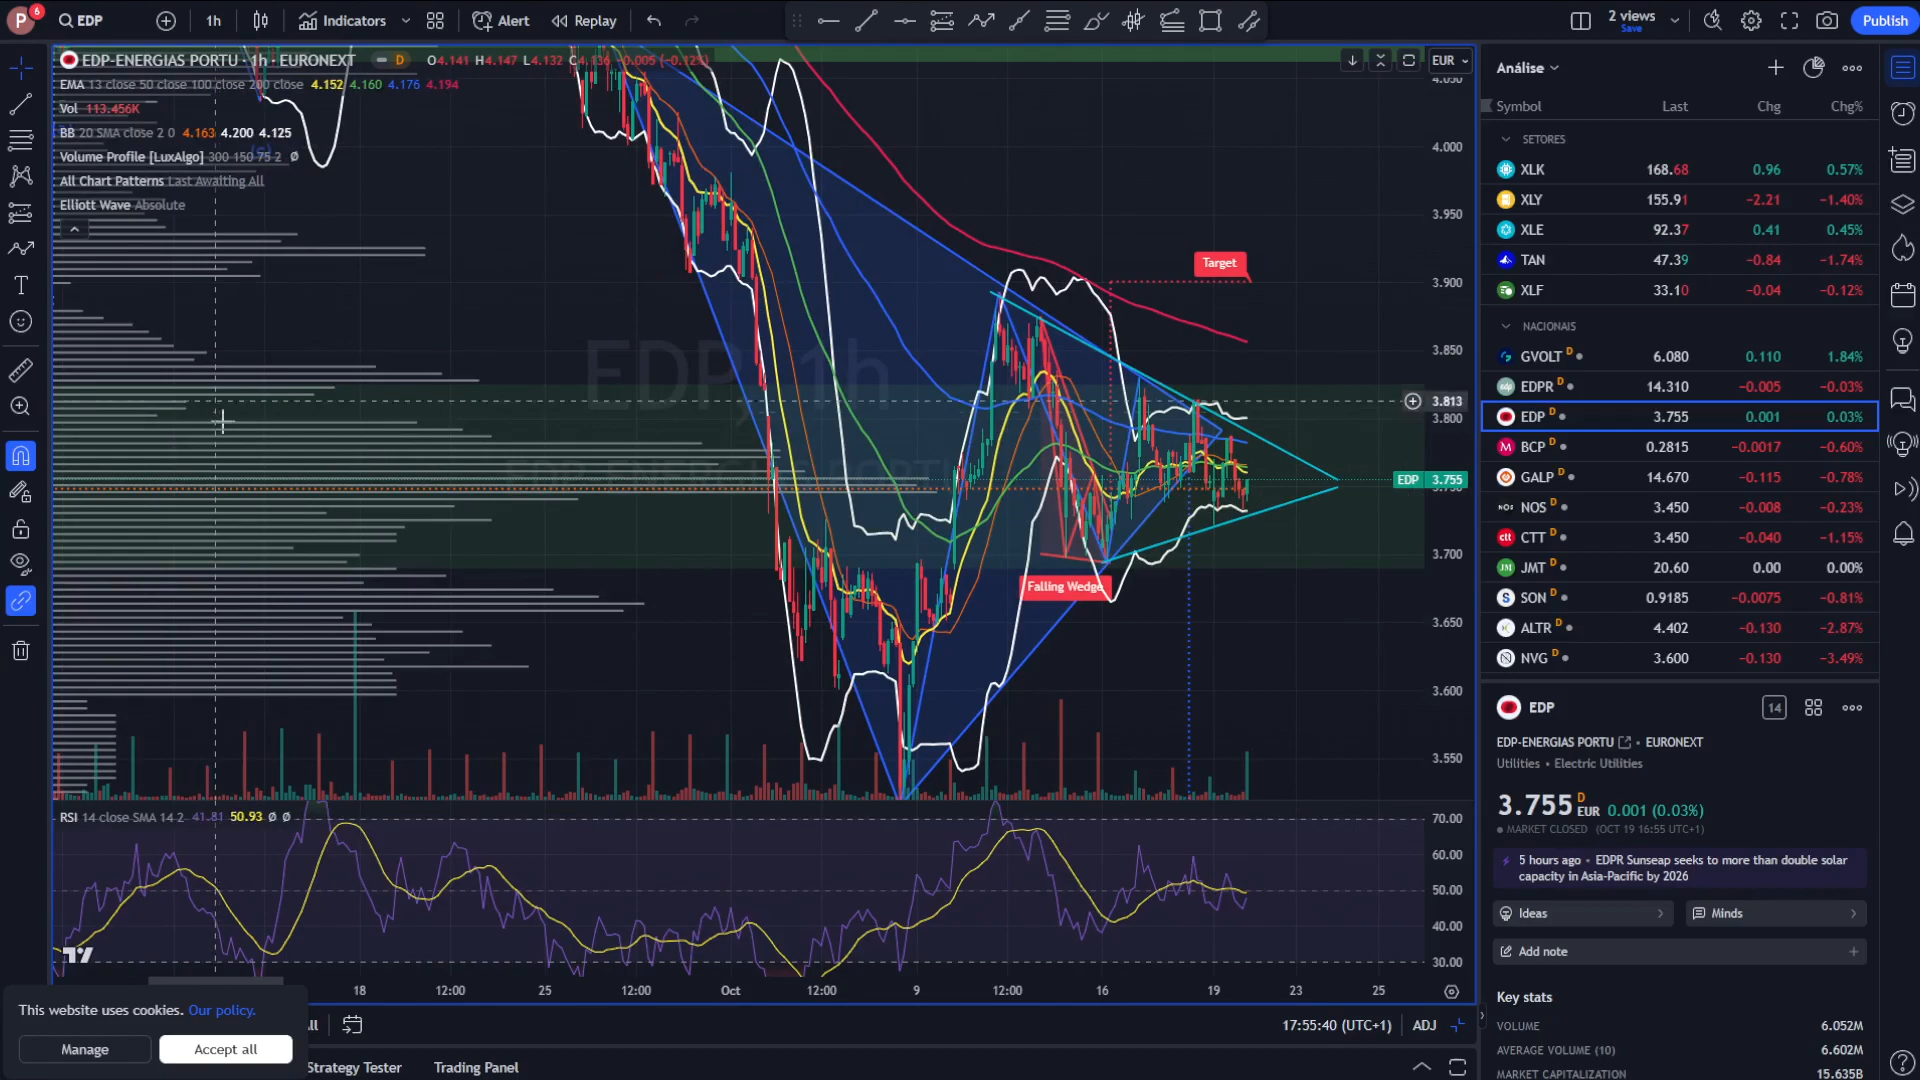 P 6 EDP 1h Indicators Alert Replay 2 views Save Publish
EDP-ENERGIAS PORTU · 1h · EURONEXT D O4.141 H4.147 L4.132 C4.136 -0.005 (-0.12%)
EMA 13 close 50 close 100 close 200 close 4.152 4.160 4.176 4.194
Vol 113.456K
BB 20 SMA close 2 0 4.163 4.200 4.125
Volume Profile [LuxAlgo] 300 150 75 2 Ø
All Chart Patterns Last Awaiting All
Elliott Wave Absolute
EDP, 1h
Target
Falling Wedge
EUR
4.050
4.000
3.950
3.900
3.850
3.813
3.800
EDP 3.755
3.700
3.650
3.600
3.550
RSI 14 close SMA 14 2 41.81 50.93 Ø Ø
70.00
60.00
50.00
40.00
30.00
18 12:00 25 12:00 Oct 12:00 9 12:00 16 19 23 25
17:55:40 (UTC+1) ADJ
This website uses cookies. Our policy.
Manage Accept all
Strategy Tester Trading Panel
Análise
Symbol Last Chg Chg%
SETORES
XLK 168.68 0.96 0.57%
XLY 155.91 −2.21 −1.40%
XLE 92.37 0.41 0.45%
TAN 47.39 −0.84 −1.74%
XLF 33.10 −0.04 −0.12%
NACIONAIS
GVOLT D 6.080 0.110 1.84%
EDPR D 14.310 −0.005 −0.03%
EDP D 3.755 0.001 0.03%
BCP D 0.2815 −0.0017 −0.60%
GALP D 14.670 −0.115 −0.78%
NOS D 3.450 −0.008 −0.23%
CTT D 3.450 −0.040 −1.15%
JMT D 20.60 0.00 0.00%
SON D 0.9185 −0.0075 −0.81%
ALTR D 4.402 −0.130 −2.87%
NVG D 3.600 −0.130 −3.49%
EDP 14
EDP-ENERGIAS PORTU • EURONEXT
Utilities • Electric Utilities
3.755 D EUR 0.001 (0.03%)
MARKET CLOSED (OCT 19 16:55 UTC+1)
5 hours ago • EDPR Sunseap seeks to more than double solar
capacity in Asia-Pacific by 2026
Ideas Minds
Add note
Key stats
VOLUME 6.052M
AVERAGE VOLUME (10) 6.602M
MARKET CAPITALIZATION 15.635B